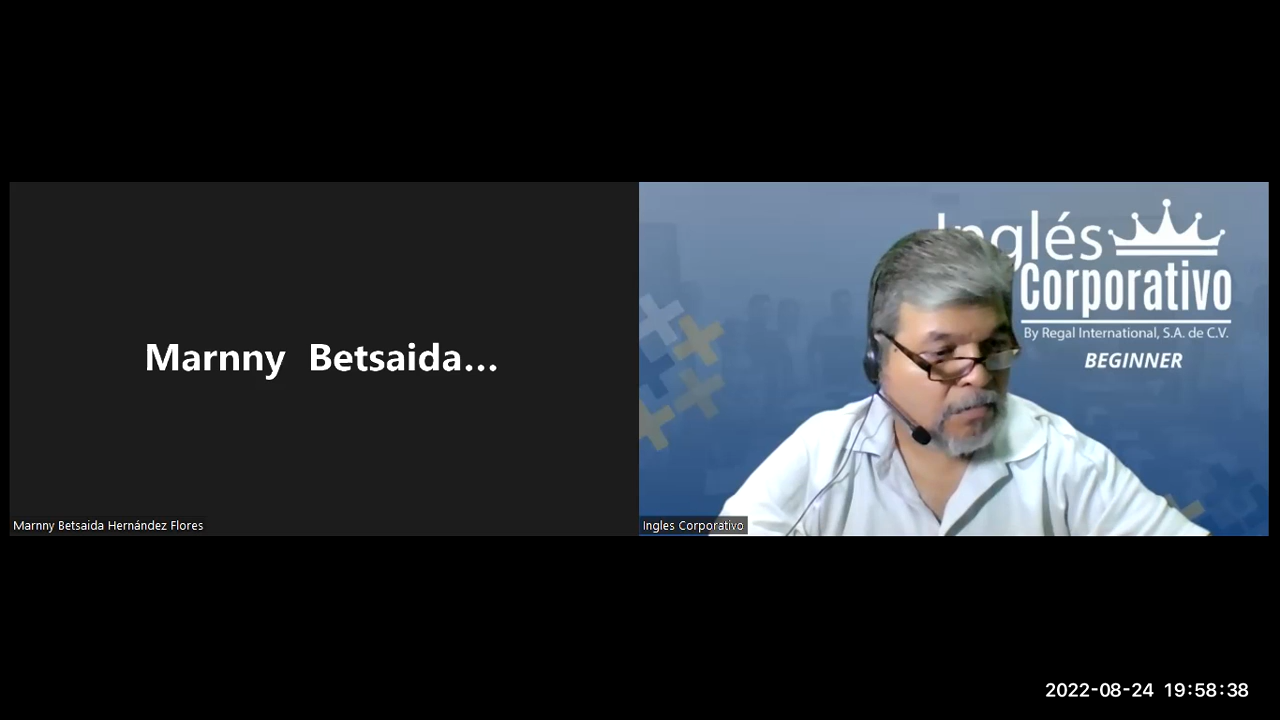 Marnny Betsaida...
Marnny Betsaida Hernández Flores
Inglés
Corporativo
By Regal International, S.A. de C.V.
BEGINNER
Ingles Corporativo
2022-08-24 19:58:38